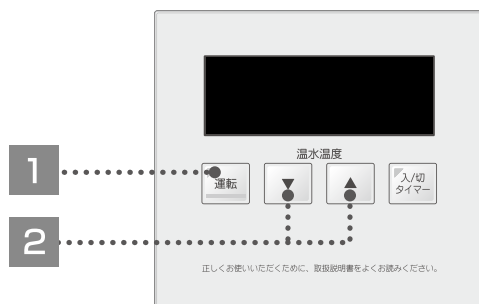 温水温度
1
運転
▼
▲
入/切
タイマー
2
正しくお使いいただくために、取扱説明書をよくお読みください。